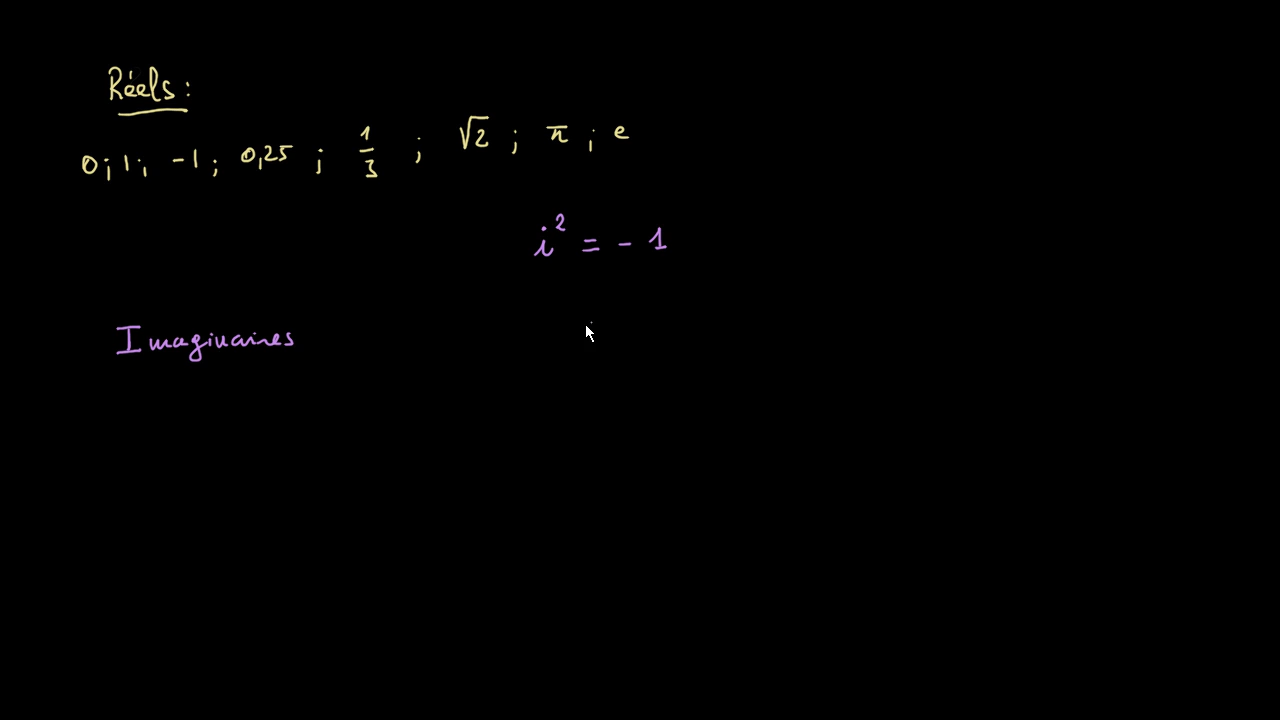 Réels :
0 ; 1 ; -1 ; 0,25 ; 1/3 ; √2 ; π ; e
i² = - 1
Imaginaires